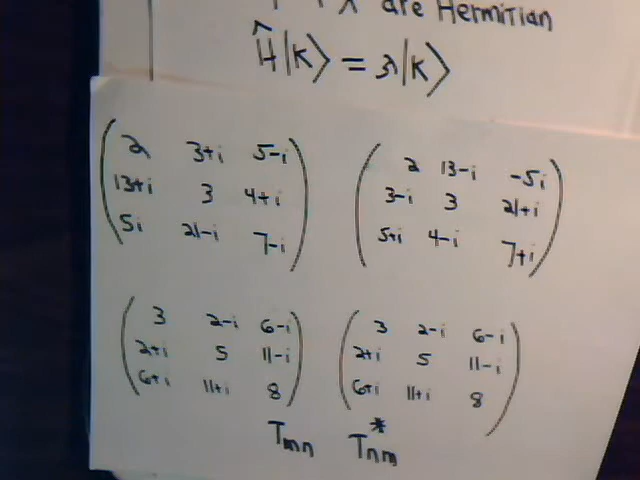 are Hermitian
Ĥ|K⟩ = λ|K⟩
2 3+i 5-i
13+i 3 4+i
5i 21-i 7-i
2 13-i -5i
3-i 3 21+i
5+i 4-i 7+i
3 2-i 6-i
2+i 5 11-i
6+i 11+i 8
3 2-i 6-i
2+i 5 11-i
6+i 11+i 8
Tmn Tnm*